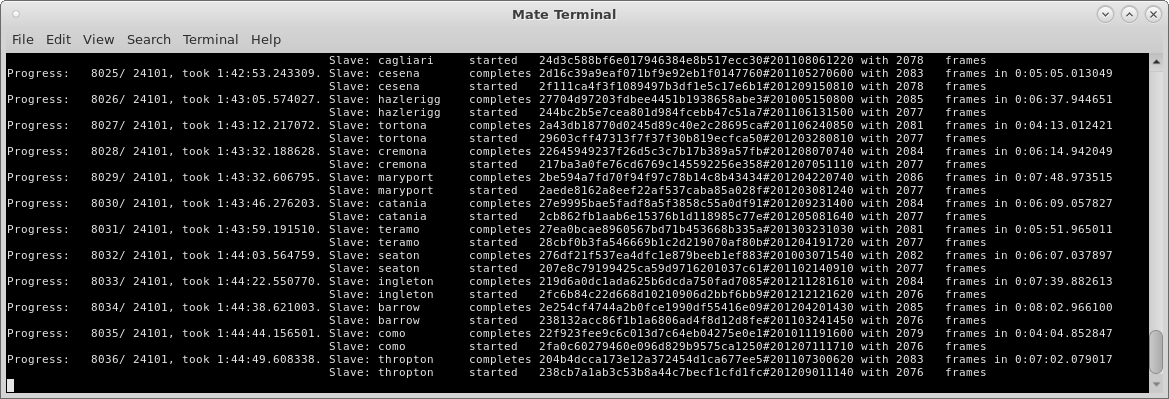 Mate Terminal
File Edit View Search Terminal Help
Slave: cagliari started 24d3c588bf6e017946384e8b517ecc30#201108061220 with 2078 frames
Progress: 8025/ 24101, took 1:42:53.243309. Slave: cesena completes 2d16c39a9eaf071bf9e92eb1f0147760#201105270600 with 2083 frames in 0:05:05.013049
Slave: cesena started 2f111ca4f3f1089497b3df1e5c17e6b1#201209150810 with 2078 frames
Progress: 8026/ 24101, took 1:43:05.574027. Slave: hazlerigg completes 27704d97203fdbee4451b1938658abe3#201005150800 with 2085 frames in 0:06:37.944651
Slave: hazlerigg started 244bc2b5e7cea801d984fcebb47c51a7#201106131500 with 2077 frames
Progress: 8027/ 24101, took 1:43:12.217072. Slave: tortona completes 2a43db18770d0245d89c40e2c28695ca#201106240850 with 2081 frames in 0:04:13.012421
Slave: tortona started 29603cff47313f7f37f30b819ecfca50#201203280810 with 2077 frames
Progress: 8028/ 24101, took 1:43:32.188628. Slave: cremona completes 22645949237f26d5c3c7b17b389a57fb#201208070740 with 2084 frames in 0:06:14.942049
Slave: cremona started 217ba3a0fe76cd6769c145592256e358#201207051110 with 2077 frames
Progress: 8029/ 24101, took 1:43:32.606795. Slave: maryport completes 2be594a7fd70f94f97c78b14c8b43434#201204220740 with 2086 frames in 0:07:48.973515
Slave: maryport started 2aede8162a8eef22af537caba85a028f#201203081240 with 2077 frames
Progress: 8030/ 24101, took 1:43:46.276203. Slave: catania completes 27e9995bae5fadf8a5f3858c55a0df91#201209231400 with 2084 frames in 0:06:09.057827
Slave: catania started 2cb862fb1aab6e15376b1d118985c77e#201205081640 with 2077 frames
Progress: 8031/ 24101, took 1:43:59.191510. Slave: teramo completes 27ea0bcae8960567bd71b453668b335a#201303231030 with 2081 frames in 0:05:51.965011
Slave: teramo started 28cbf0b3fa546669b1c2d219070af80b#201204191720 with 2077 frames
Progress: 8032/ 24101, took 1:44:03.564759. Slave: seaton completes 276df21f537ea4dfc1e879beeb1ef883#201003071540 with 2082 frames in 0:06:07.037897
Slave: seaton started 207e8c79199425ca59d9716201037c61#201102140910 with 2077 frames
Progress: 8033/ 24101, took 1:44:22.550770. Slave: ingleton completes 219d6a0dc1ada625b6dcda750fad7085#201211281610 with 2084 frames in 0:07:39.882613
Slave: ingleton started 2fc6b84c22d668d10210906d2bbf6bb9#201212121620 with 2076 frames
Progress: 8034/ 24101, took 1:44:38.621003. Slave: barrow completes 2e254cf4744a2b0fce1990df55416e09#201204201430 with 2085 frames in 0:08:02.966100
Slave: barrow started 238132acc86f1b1a6806ad4f8d12d8fe#201103241450 with 2076 frames
Progress: 8035/ 24101, took 1:44:44.156501. Slave: como completes 22f923fee9c6c013d7c64eb04275e0e1#201011191600 with 2079 frames in 0:04:04.852847
Slave: como started 2fa0c60279460e096d829b9575ca1250#201207111710 with 2076 frames
Progress: 8036/ 24101, took 1:44:49.608338. Slave: thropton completes 204b4dcca173e12a372454d1ca677ee5#201107300620 with 2083 frames in 0:07:02.079017
Slave: thropton started 238cb7a1ab3c53b8a44c7becf1cfd1fc#201209011140 with 2076 frames